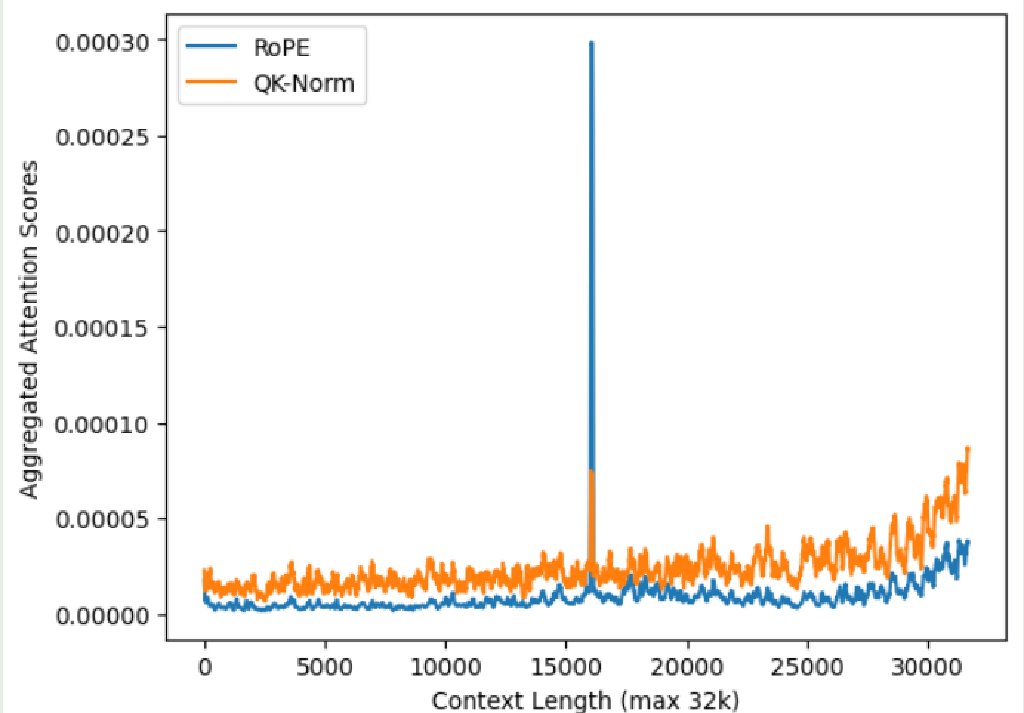 RoPE
QK-Norm
Aggregated Attention Scores
0.00030
0.00025
0.00020
0.00015
0.00010
0.00005
0.00000
0 5000 10000 15000 20000 25000 30000
Context Length (max 32k)